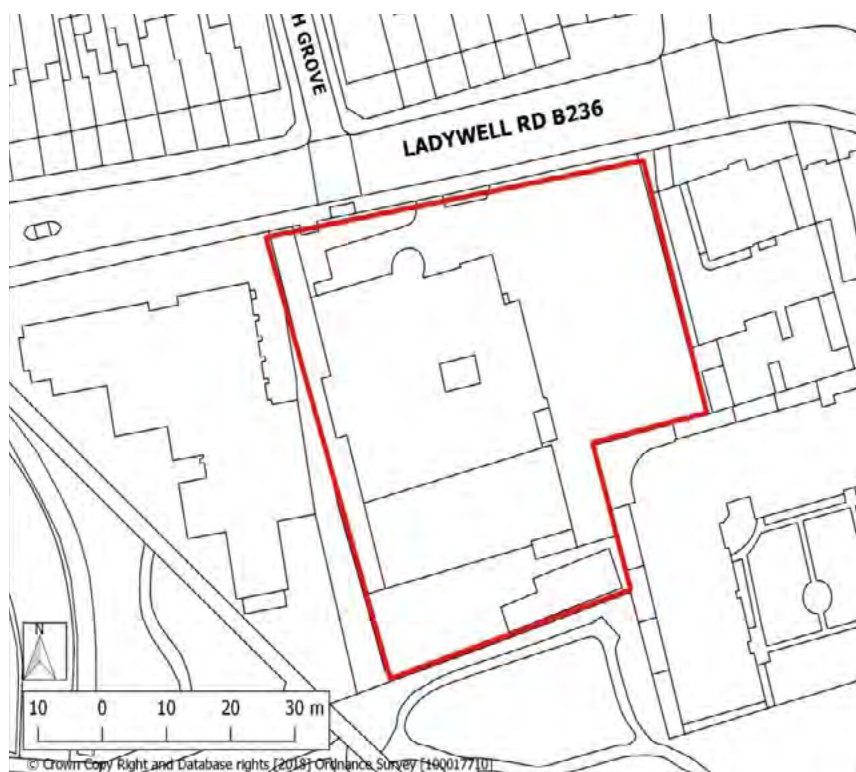 H GROVE
LADYWELL RD B236
N
10 0 10 20 30 m
© Crown Copy Right and Database rights [2018] Ordnance Survey [100017710]